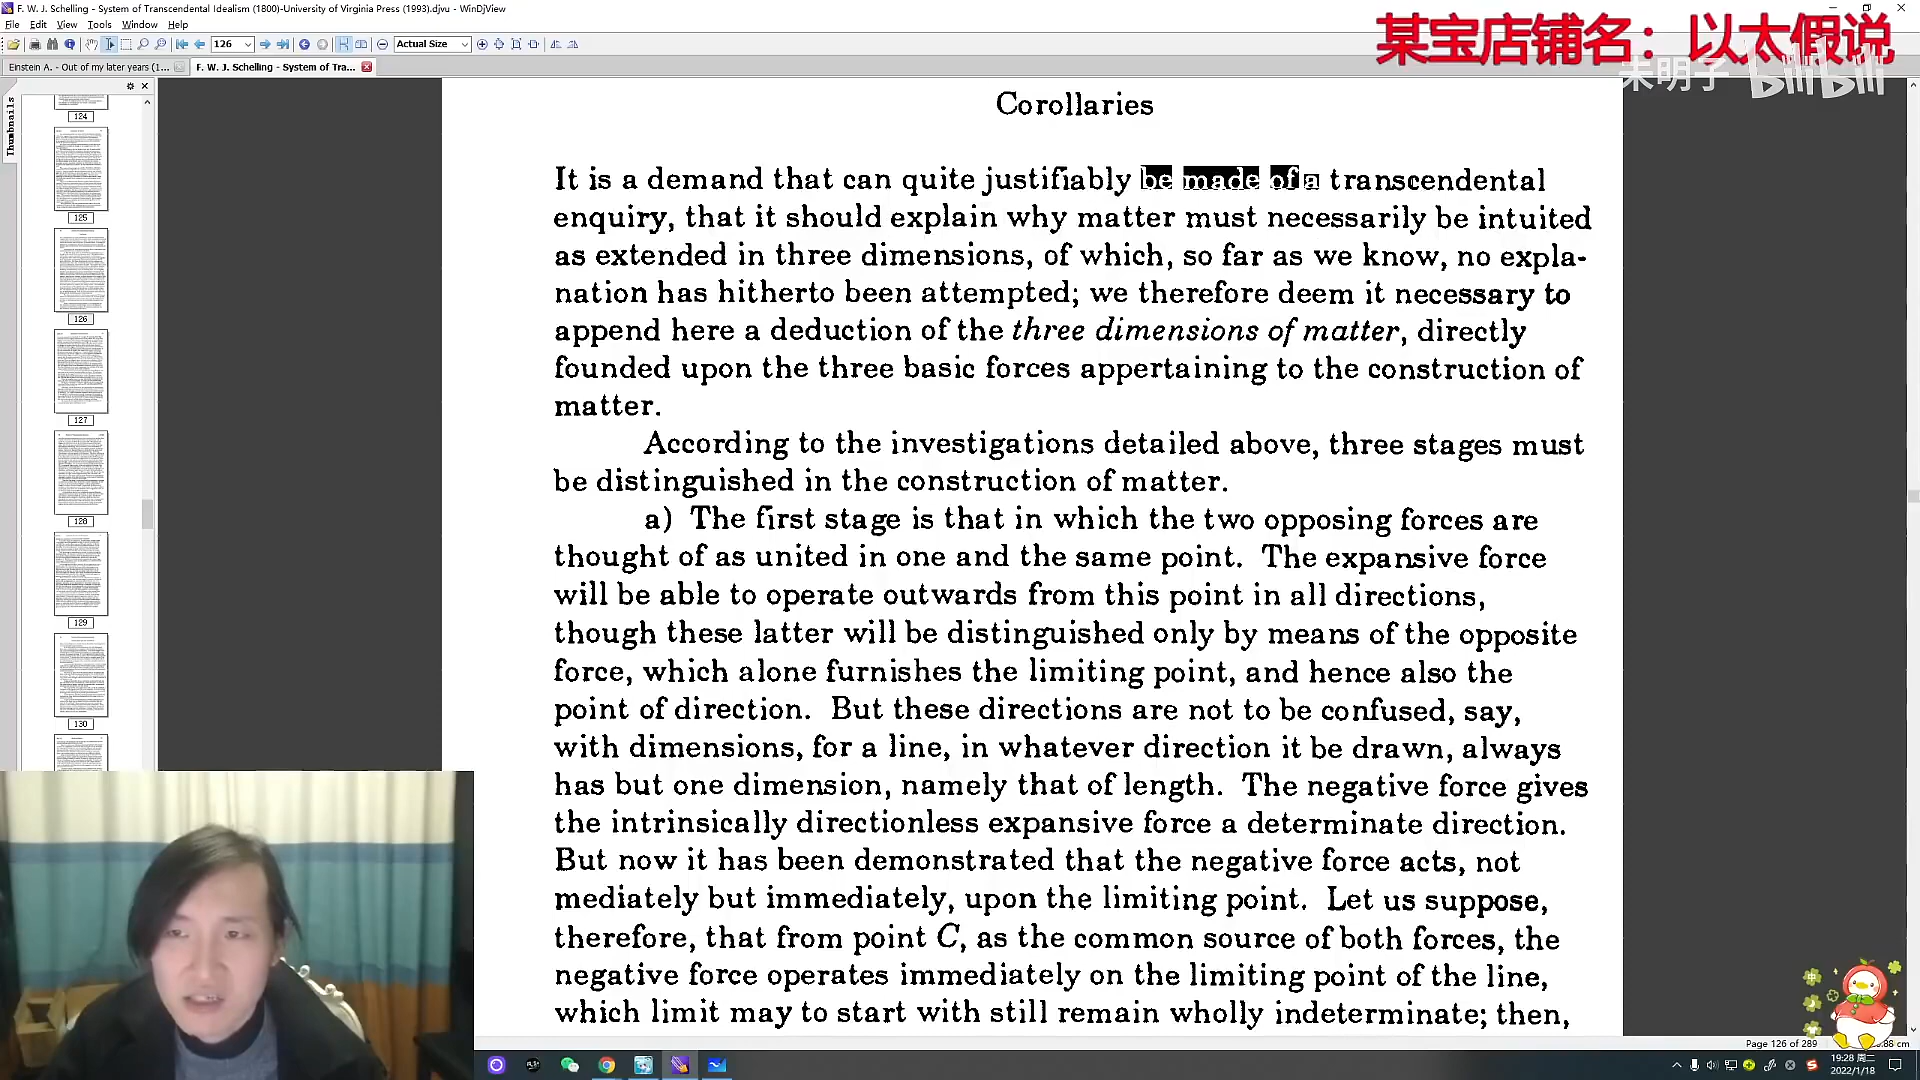 F. W. J. Schelling - System of Transcendental Idealism (1800)-University of Virginia Press (1993).djvu - WinDjView
File Edit View Tools Window Help
126
Actual Size
Einstein A. - Out of my later years (1...
F. W. J. Schelling - System of Tra...
某宝店铺名：以太假说
未明子 bilibili
Thumbnails
124
125
126
127
128
129
130
Corollaries
It is a demand that can quite justifiably be made of a transcendental
enquiry, that it should explain why matter must necessarily be intuited
as extended in three dimensions, of which, so far as we know, no expla-
nation has hitherto been attempted; we therefore deem it necessary to
append here a deduction of the three dimensions of matter, directly
founded upon the three basic forces appertaining to the construction of
matter.
According to the investigations detailed above, three stages must
be distinguished in the construction of matter.
a) The first stage is that in which the two opposing forces are
thought of as united in one and the same point. The expansive force
will be able to operate outwards from this point in all directions,
though these latter will be distinguished only by means of the opposite
force, which alone furnishes the limiting point, and hence also the
point of direction. But these directions are not to be confused, say,
with dimensions, for a line, in whatever direction it be drawn, always
has but one dimension, namely that of length. The negative force gives
the intrinsically directionless expansive force a determinate direction.
But now it has been demonstrated that the negative force acts, not
mediately but immediately, upon the limiting point. Let us suppose,
therefore, that from point C, as the common source of both forces, the
negative force operates immediately on the limiting point of the line,
which limit may to start with still remain wholly indeterminate; then,
Page 126 of 289
cm
19:28 周二
2022/1/18